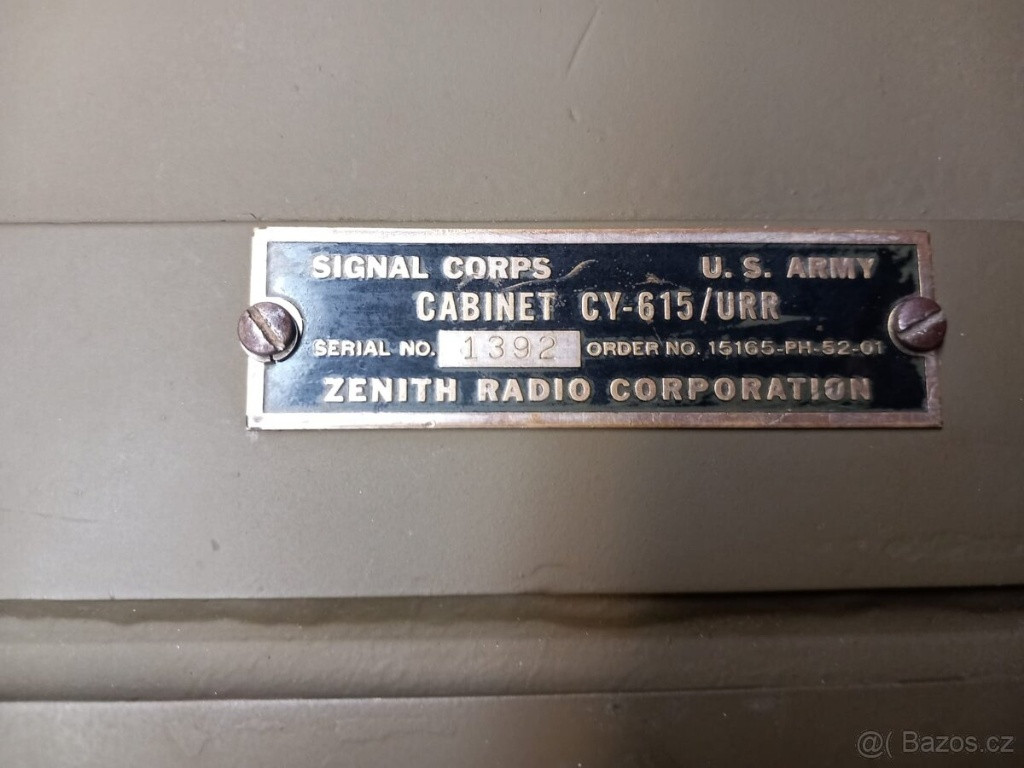 SIGNAL CORPS U. S. ARMY
CABINET CY-615/URR
SERIAL NO. 1392 ORDER NO. 15165-PH-52-01
ZENITH RADIO CORPORATION
@( Bazos.cz